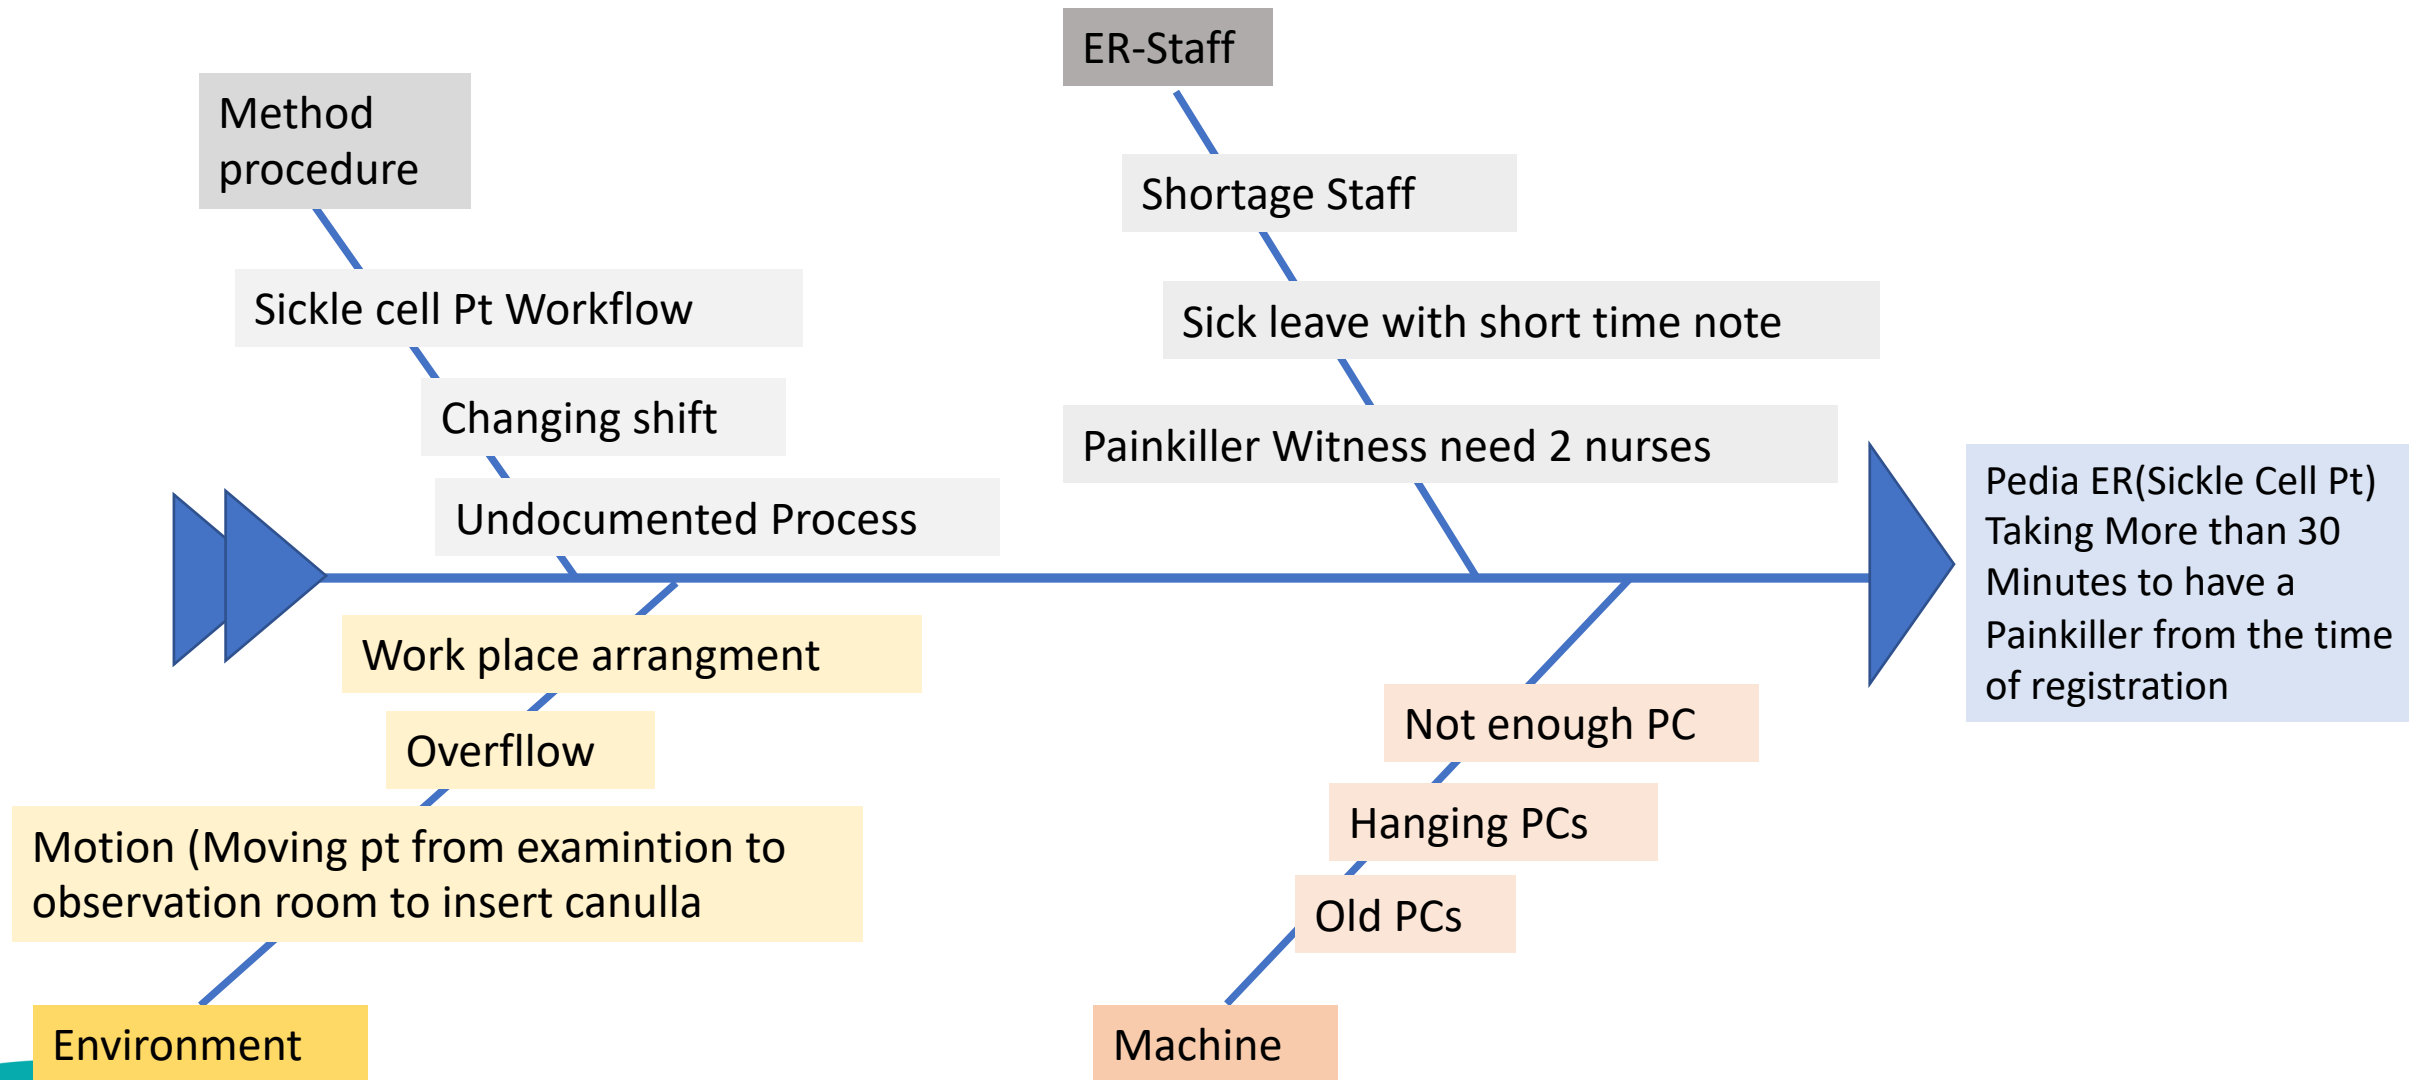 ER-Staff
Method
procedure
Shortage Staff
Sickle cell Pt Workflow
Sick leave with short time note
Changing shift
Painkiller Witness need 2 nurses
Undocumented Process
Pedia ER(Sickle Cell Pt)
Taking More than 30
Minutes to have a
Painkiller from the time
of registration
Work place arrangment
Overfllow
Motion (Moving pt from examintion to
observation room to insert canulla
Environment
Not enough PC
Hanging PCs
Old PCs
Machine